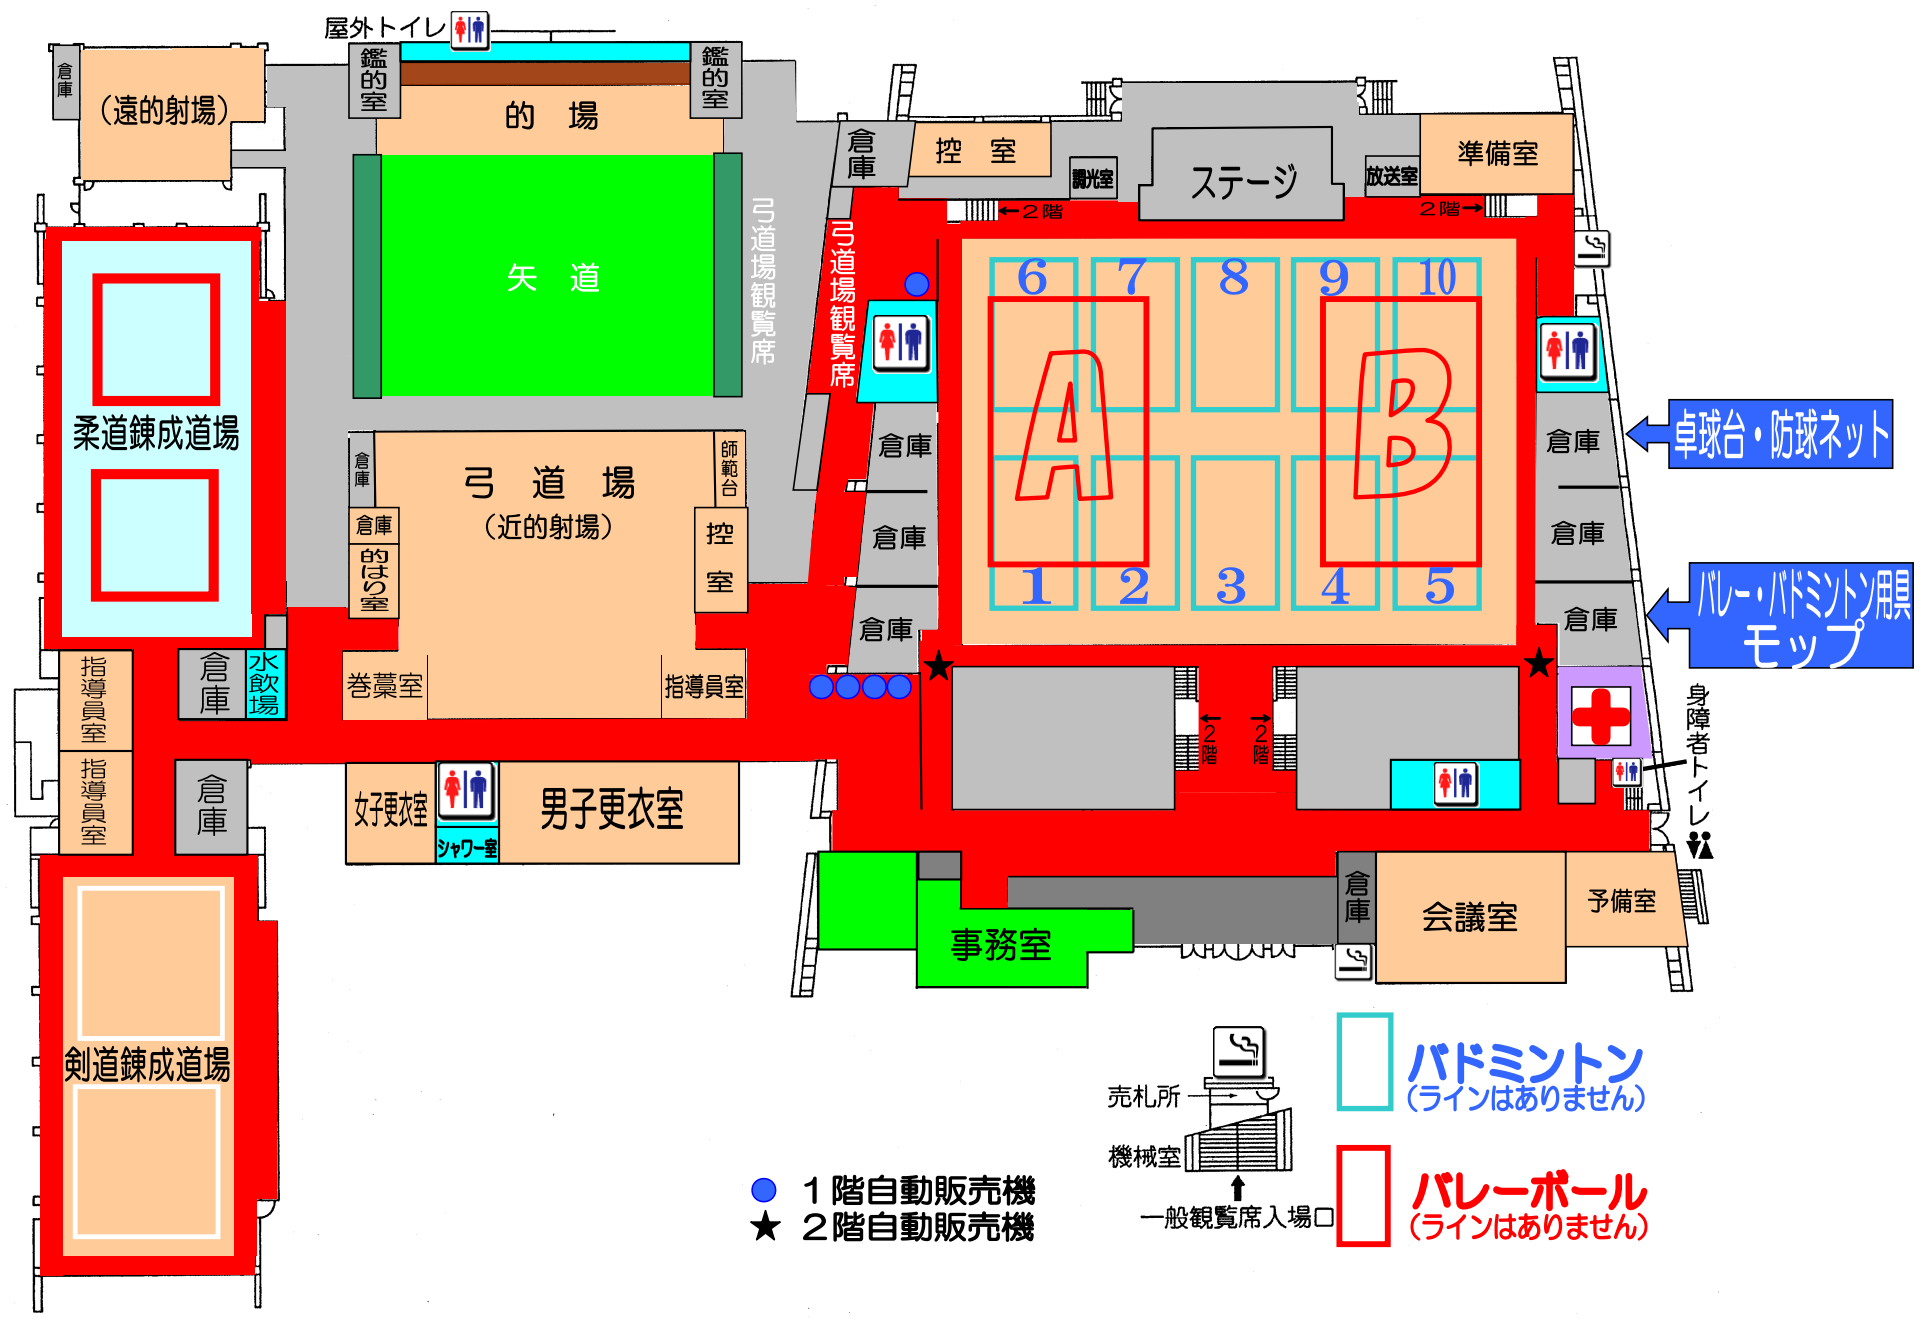 屋外トイレ
倉庫
(遠的射場)
鑑的室
鑑的室
的 場
矢 道
弓道場観覧席
弓道場観覧席
倉庫
控 室
調光室
ステージ
放送室
準備室
←2階
2階→
6
7
8
9
10
A
B
1
2
3
4
5
柔道錬成道場
倉庫
師範台
弓 道 場
(近的射場)
倉庫
的はり室
控室
倉庫
倉庫
倉庫
倉庫
倉庫
倉庫
卓球台・防球ネット
バレー・バドミントン用具
モップ
指導員室
倉庫
水飲場
巻藁室
指導員室
←2階
→2階
身障者トイレ
指導員室
倉庫
女子更衣室
シャワー室
男子更衣室
事務室
倉庫
会議室
予備室
剣道錬成道場
売札所
機械室
一般観覧席入場口
バドミントン
(ラインはありません)
バレーボール
(ラインはありません)
● 1階自動販売機
★ 2階自動販売機